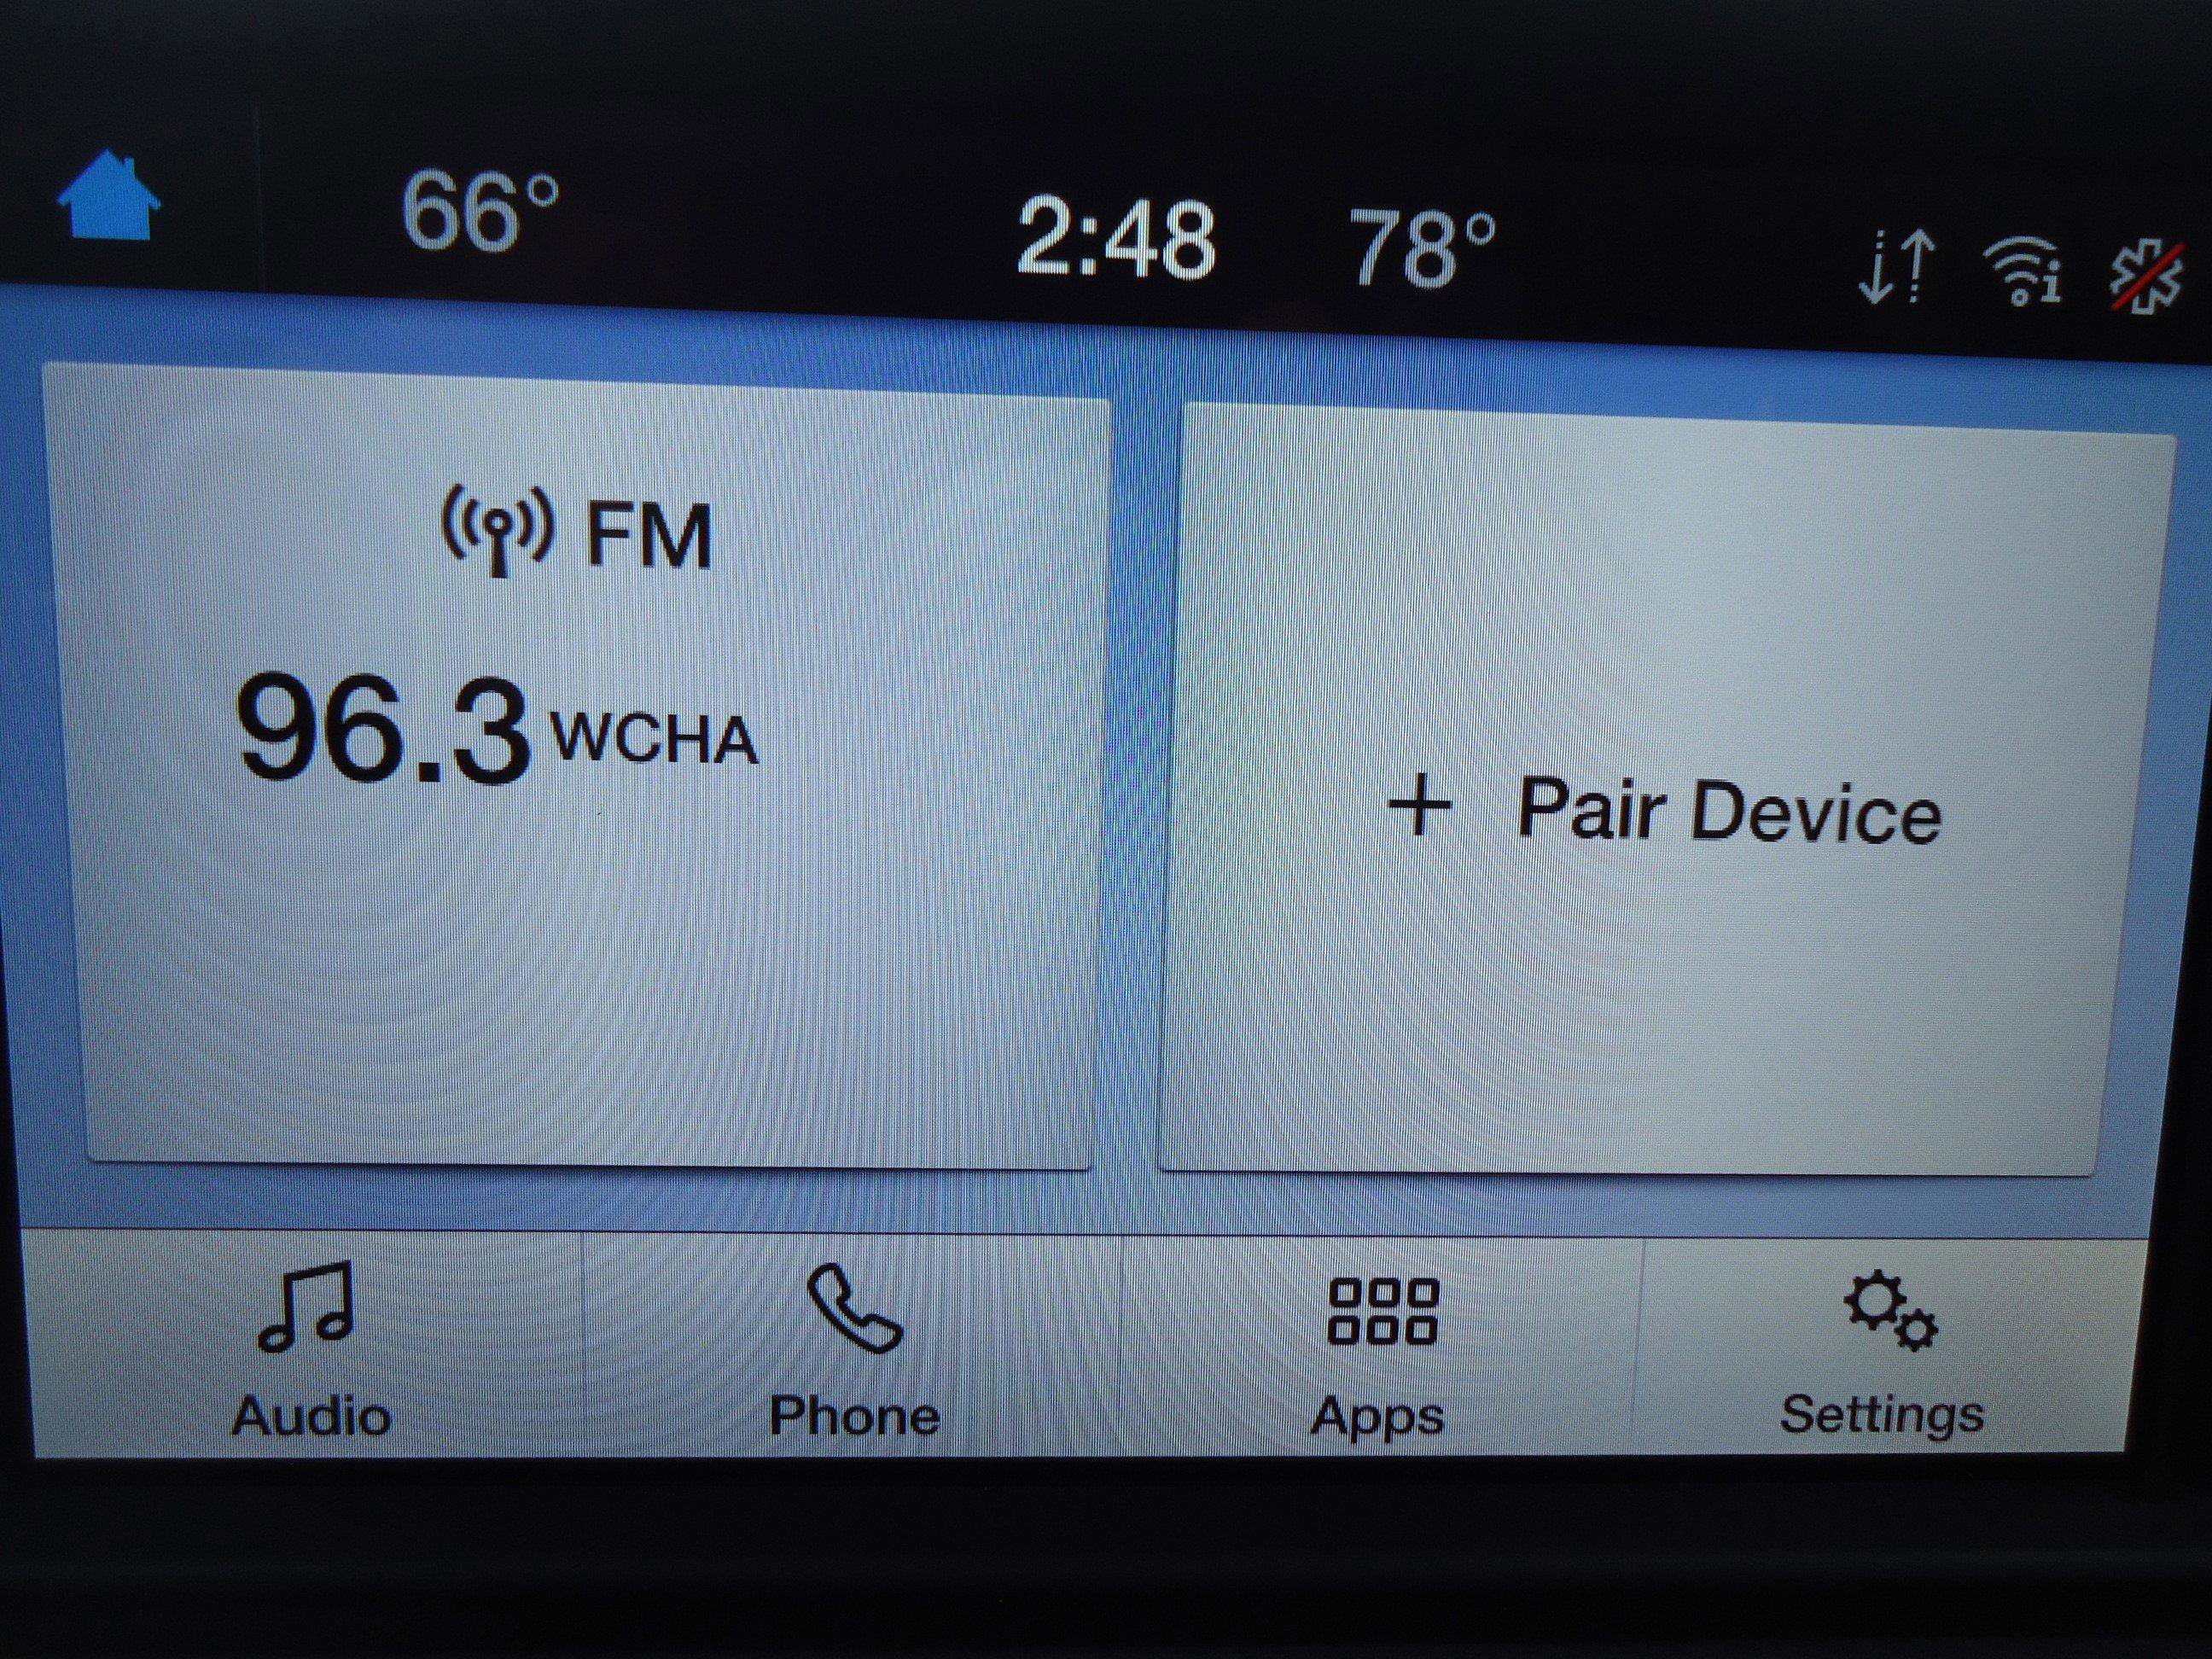 66° 2:48 78°
FM
96.3 WCHA
+ Pair Device
Audio Phone Apps Settings